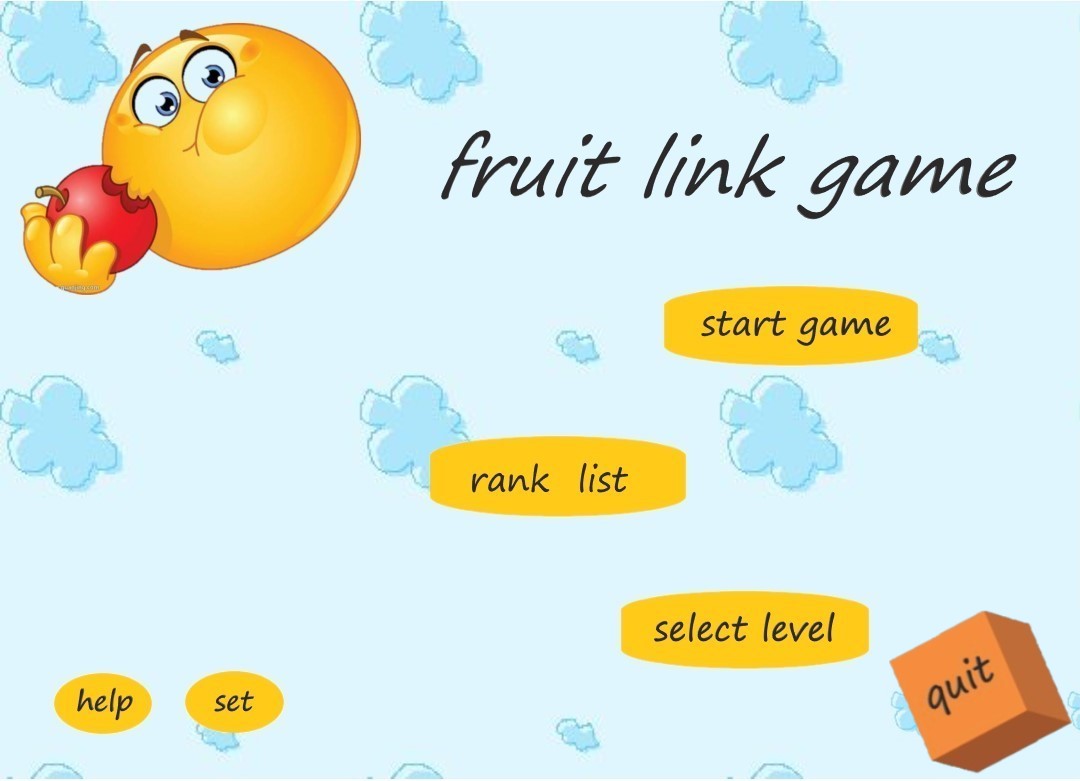 fruit link game
start game
rank list
select level
help
set
quit